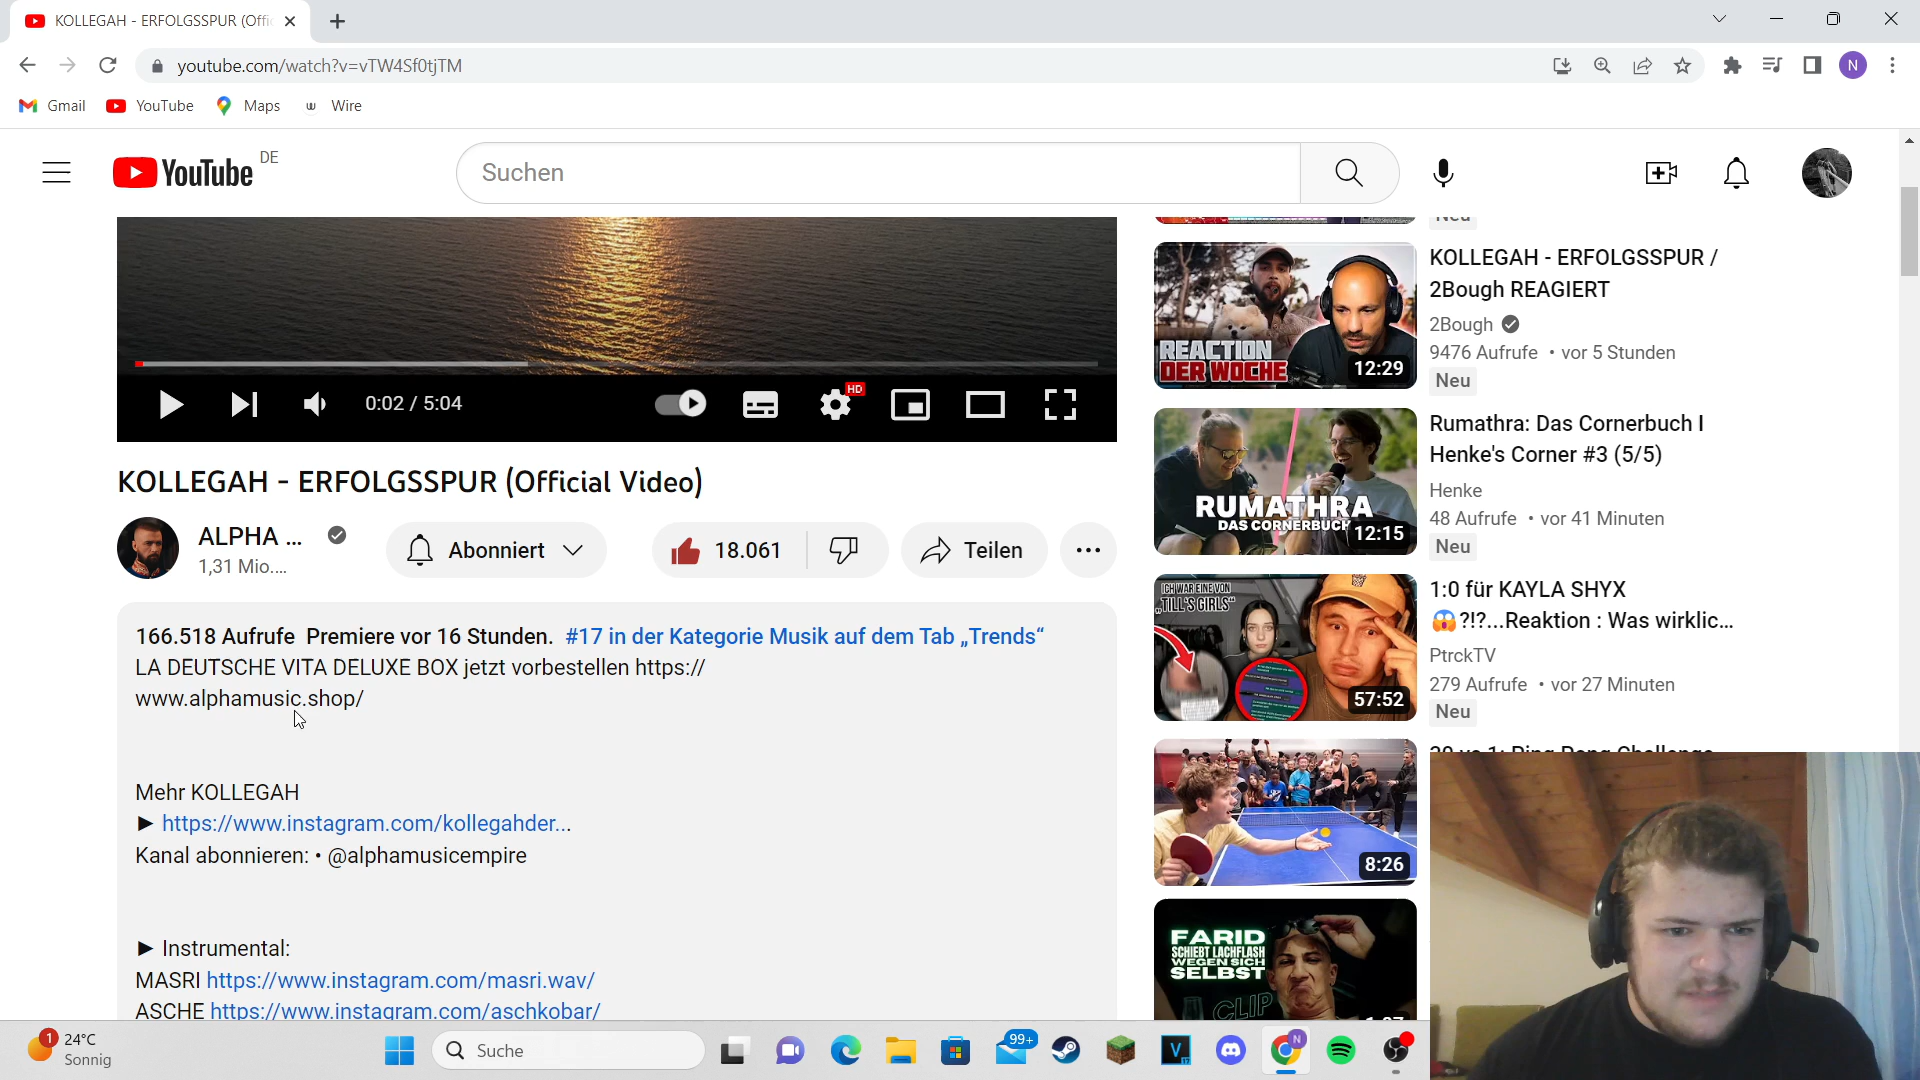 KOLLEGAH - ERFOLGSSPUR (Offic
youtube.com/watch?v=vTW4Sf0tjTM
N
Gmail
YouTube
Maps
Wire
YouTube DE
Suchen
0:02 / 5:04
HD
KOLLEGAH - ERFOLGSSPUR (Official Video)
ALPHA ...
1,31 Mio....
Abonniert
18.061
Teilen
166.518 Aufrufe Premiere vor 16 Stunden. #17 in der Kategorie Musik auf dem Tab „Trends“
LA DEUTSCHE VITA DELUXE BOX jetzt vorbestellen https://
www.alphamusic.shop/
Mehr KOLLEGAH
► https://www.instagram.com/kollegahder...
Kanal abonnieren: • @alphamusicempire
► Instrumental:
MASRI https://www.instagram.com/masri.wav/
ASCHE https://www.instagram.com/aschkobar/
Neu
REACTION
DER WOCHE
12:29
KOLLEGAH - ERFOLGSSPUR /
2Bough REAGIERT
2Bough
9476 Aufrufe • vor 5 Stunden
Neu
RUMATHRA
DAS CORNERBUCH
12:15
Rumathra: Das Cornerbuch I
Henke's Corner #3 (5/5)
Henke
48 Aufrufe • vor 41 Minuten
Neu
ICH WAR EINE VON
„TILL'S GIRLS“
57:52
1:0 für KAYLA SHYX
😱?!?...Reaktion : Was wirklic...
PtrckTV
279 Aufrufe • vor 27 Minuten
Neu
8:26
FARID
SCHIEBT LACHFLASH
WEGEN SICH
SELBST
CLIP
1
24°C
Sonnig
Suche
99+
V
N